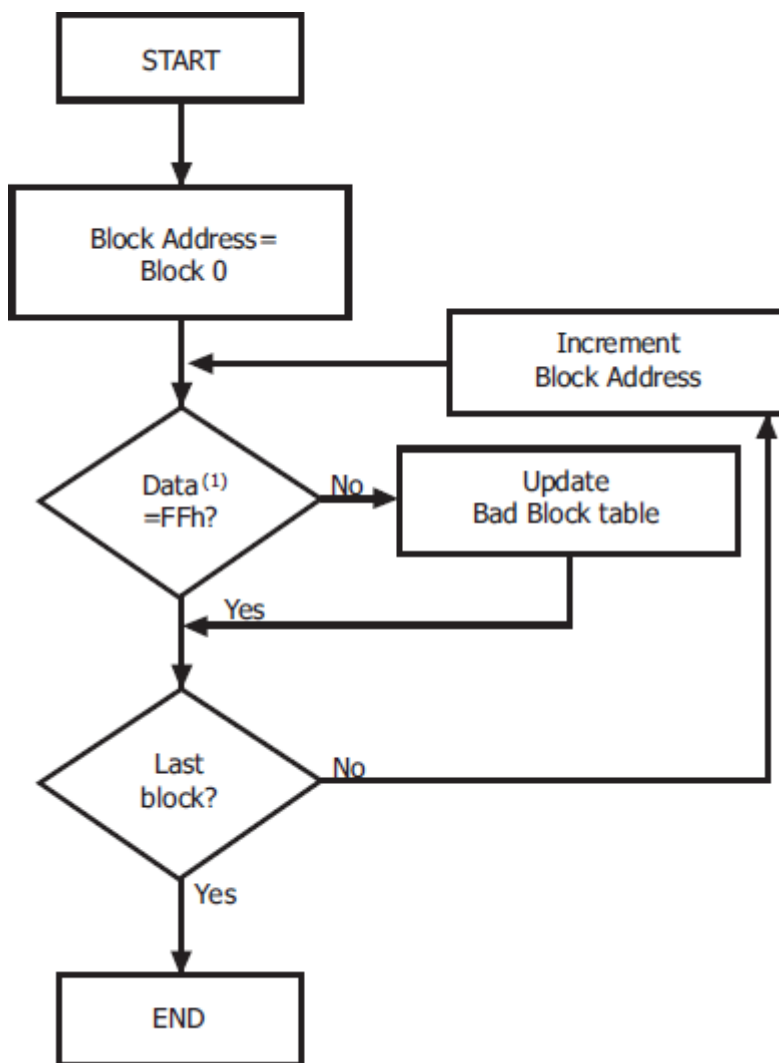 START
Block Address=
Block 0
Increment
Block Address
Data(1)
=FFh?
No
Update
Bad Block table
Yes
Last
block?
No
Yes
END